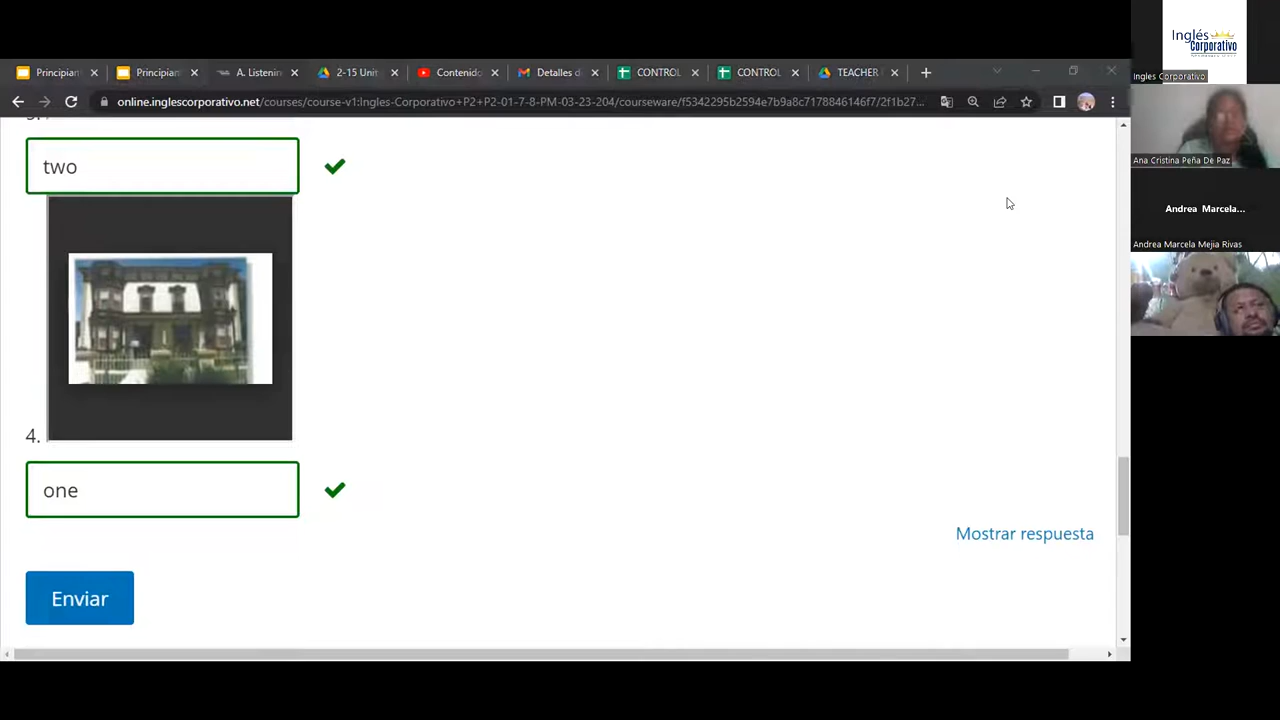 Inglés
Corporativo
Ingles Corporativo
Principian
Principian
A. Listenin
2-15 Unit
Contenido
Detalles d
CONTROL
CONTROL
TEACHER
online.inglescorporativo.net/courses/course-v1:Ingles-Corporativo+P2+P2-01-7-8-PM-03-23-204/courseware/f5342295b2594e7b9a8c7178846146f7/2f1b27...
Ana Cristina Peña De Paz
two
Andrea Marcela...
Andrea Marcela Mejia Rivas
4.
one
Mostrar respuesta
Enviar